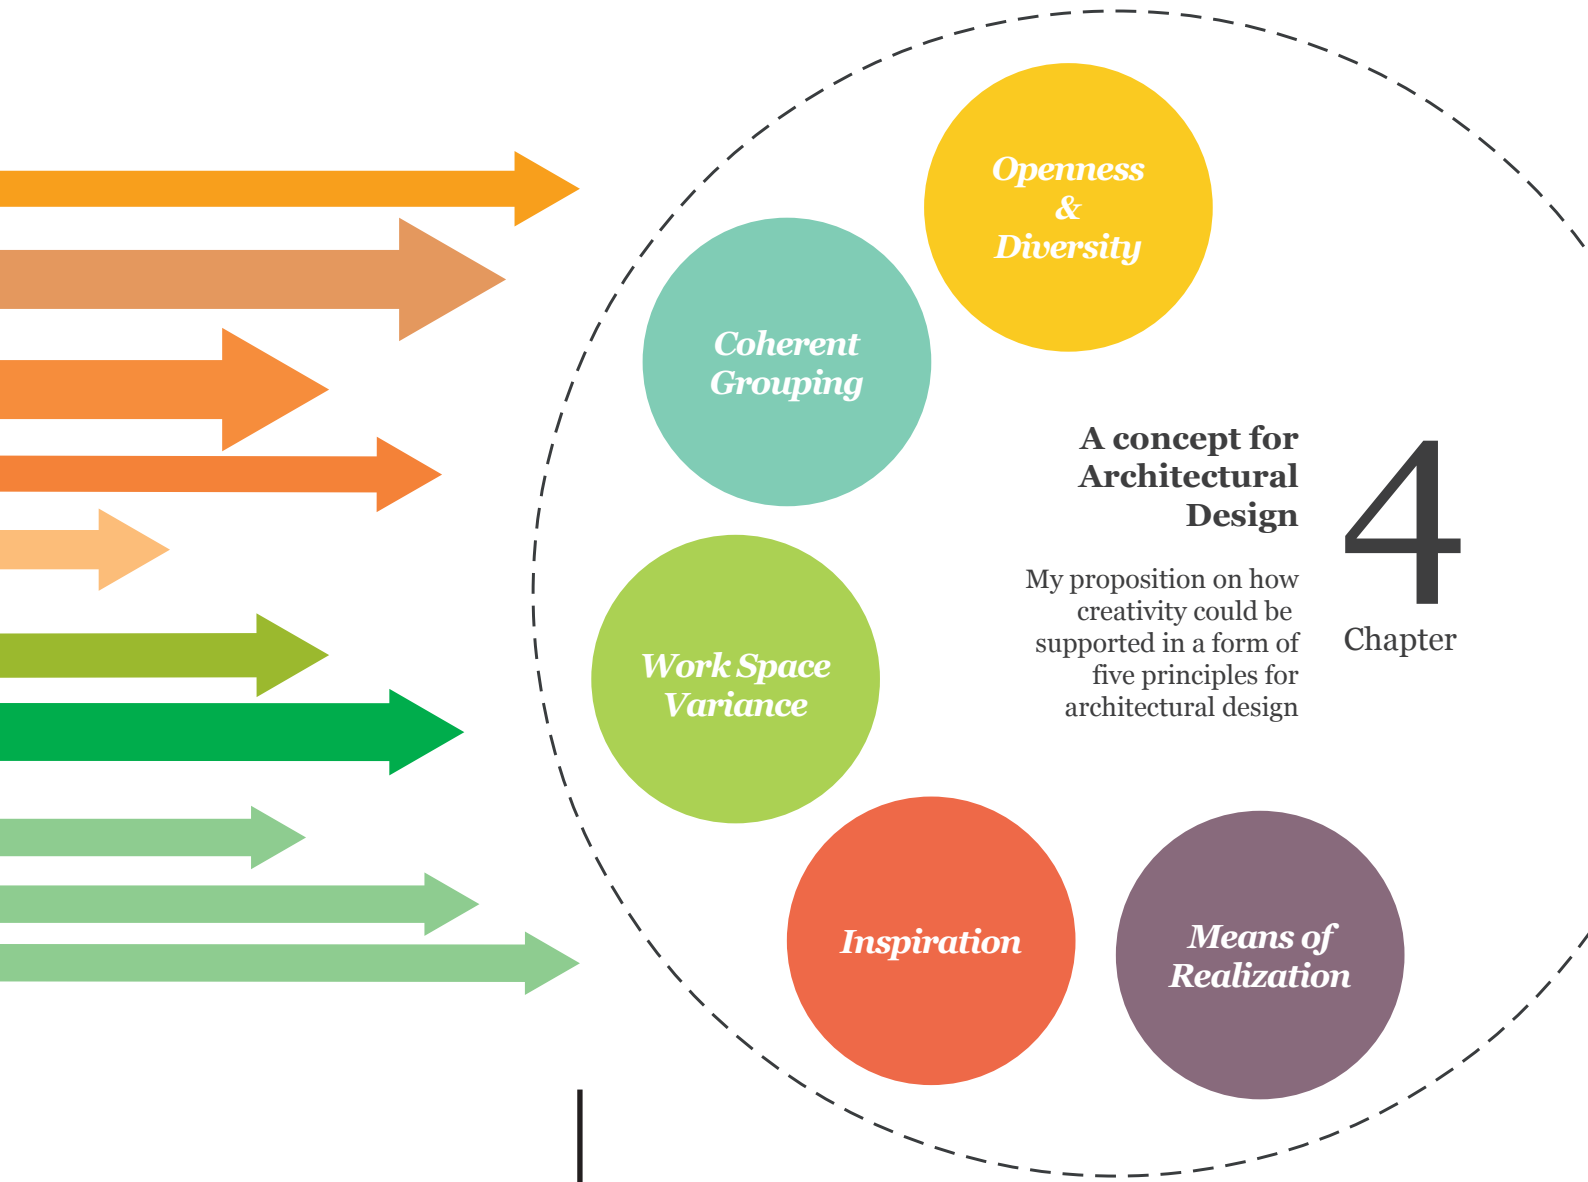 Openness
&
Diversity
Coherent
Grouping
A concept for
Architectural
Design
My proposition on how
creativity could be
supported in a form of
five principles for
architectural design
4
Chapter
Work Space
Variance
Inspiration
Means of
Realization